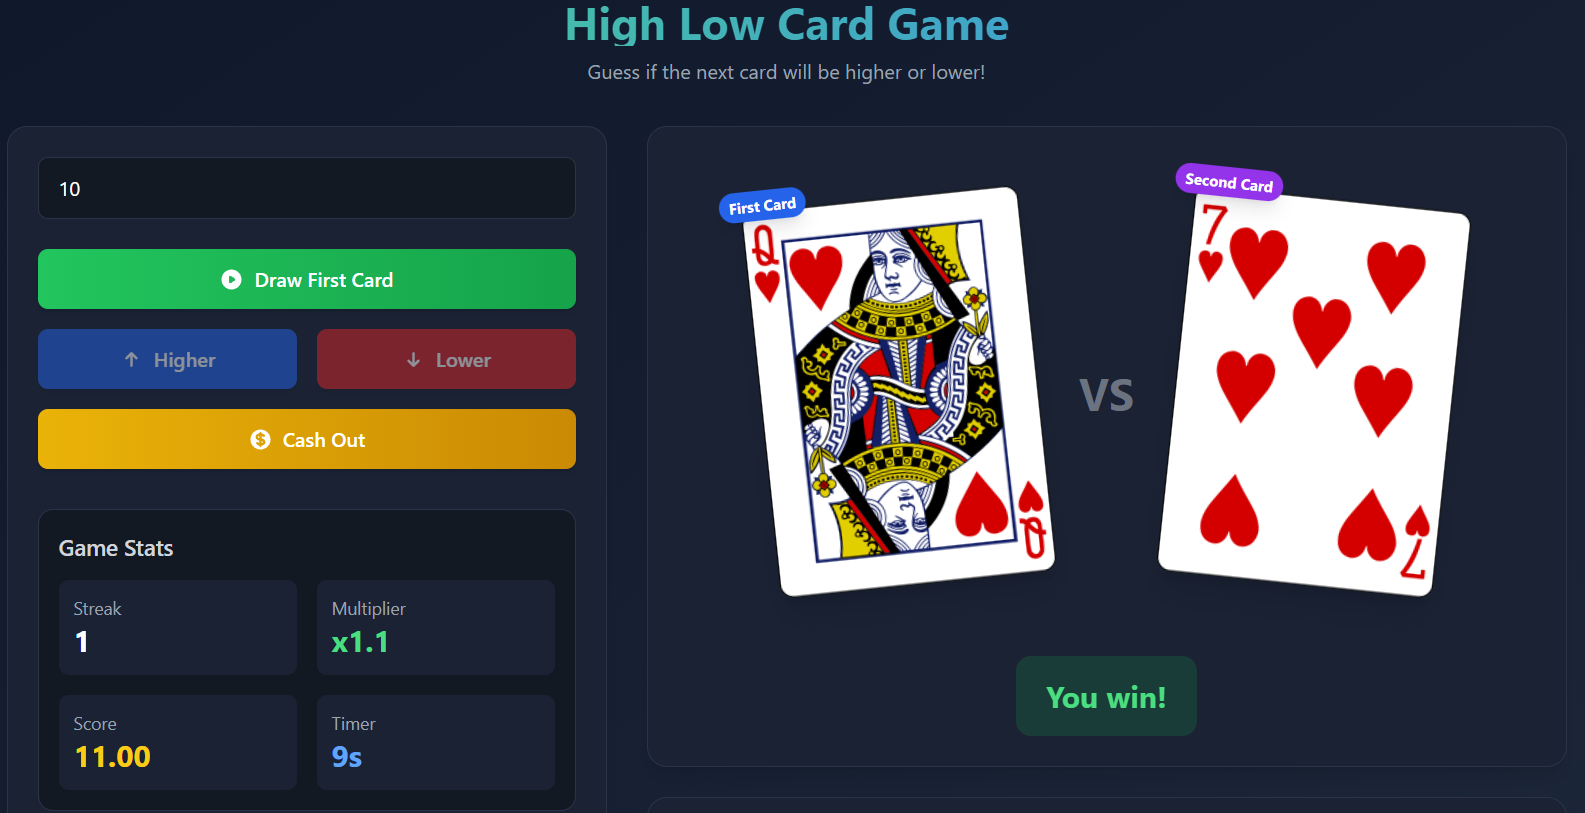 High Low Card Game
Guess if the next card will be higher or lower!
10
Draw First Card
Higher
Lower
Cash Out
Game Stats
Streak
1
Multiplier
x1.1
Score
11.00
Timer
9s
First Card
Q
Q
VS
Second Card
7
7
You win!